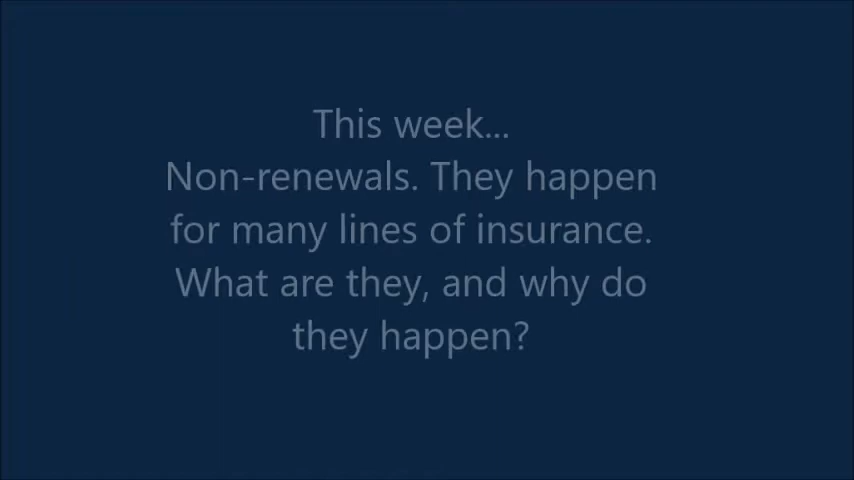 This week...
Non-renewals. They happen
for many lines of insurance.
What are they, and why do
they happen?